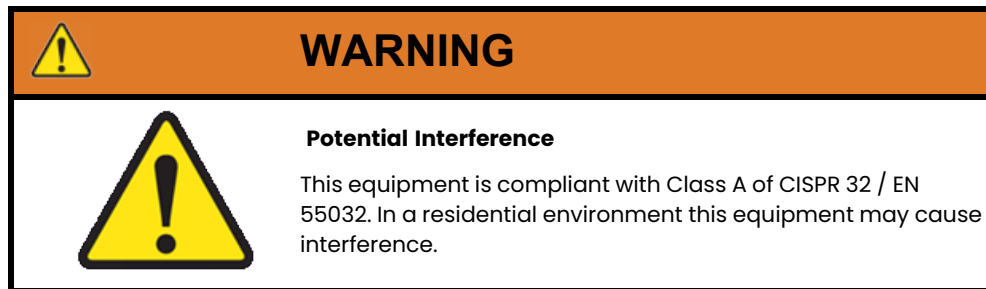 WARNING
Potential Interference
This equipment is compliant with Class A of CISPR 32 / EN
55032. In a residential environment this equipment may cause
interference.